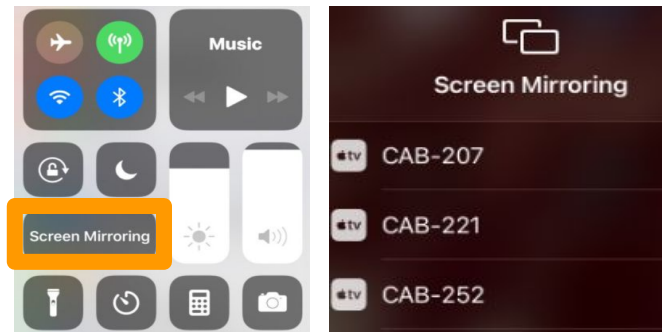 Music
Screen Mirroring
Screen Mirroring
tv CAB-207
tv CAB-221
tv CAB-252